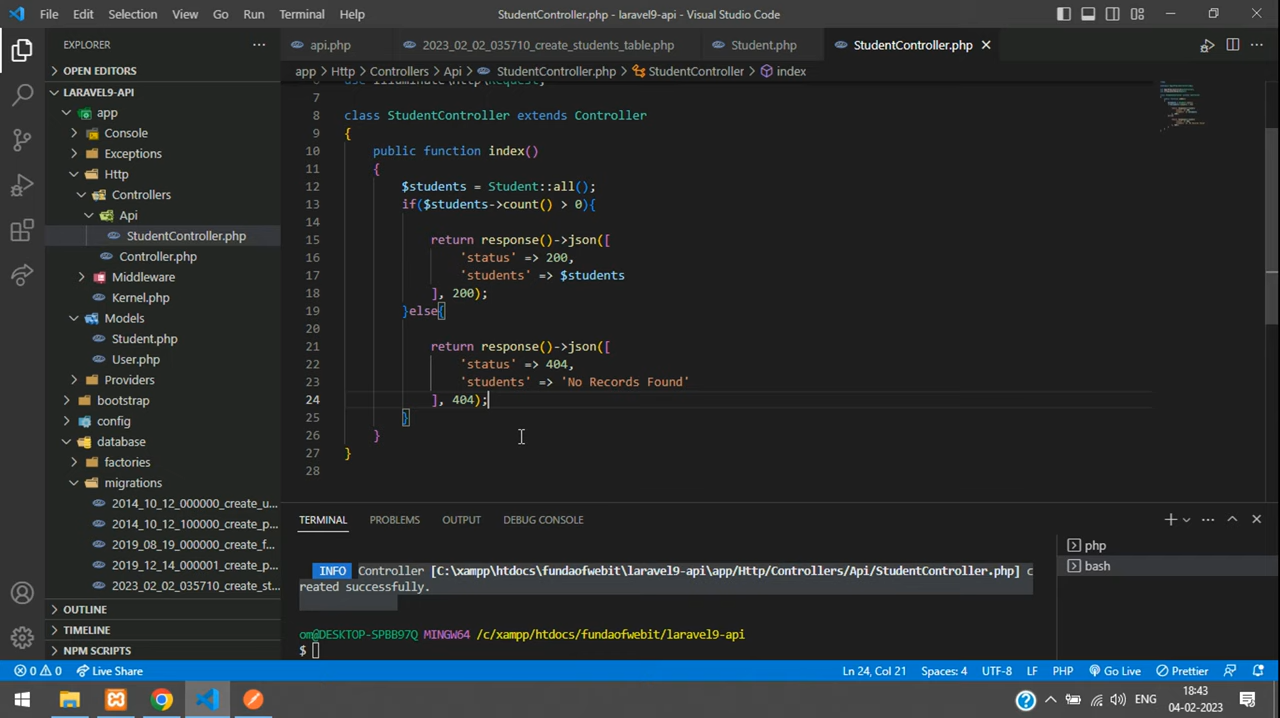 File Edit Selection View Go Run Terminal Help StudentController.php - laravel9-api - Visual Studio Code
EXPLORER
OPEN EDITORS
LARAVEL9-API
app
Console
Exceptions
Http
Controllers
Api
StudentController.php
Controller.php
Middleware
Kernel.php
Models
Student.php
User.php
Providers
bootstrap
config
database
factories
migrations
2014_10_12_000000_create_u...
2014_10_12_100000_create_p...
2019_08_19_000000_create_f...
2019_12_14_000001_create_p...
2023_02_02_035710_create_st...
OUTLINE
TIMELINE
NPM SCRIPTS
api.php 2023_02_02_035710_create_students_table.php Student.php StudentController.php
app > Http > Controllers > Api > StudentController.php > StudentController > index
6 use Illuminate\Http\Request;
7
8 class StudentController extends Controller
9 {
10 public function index()
11 {
12 $students = Student::all();
13 if($students->count() > 0){
14
15 return response()->json([
16 'status' => 200,
17 'students' => $students
18 ], 200);
19 }else{
20
21 return response()->json([
22 'status' => 404,
23 'students' => 'No Records Found'
24 ], 404);
25 }
26 }
27 }
28
TERMINAL PROBLEMS OUTPUT DEBUG CONSOLE
INFO Controller [C:\xampp\htdocs\fundaofwebit\laravel9-api\app/Http/Controllers/Api/StudentController.php] c
reated successfully.
om@DESKTOP-SPBB97Q MINGW64 /c/xampp/htdocs/fundaofwebit/laravel9-api
$
php
bash
0 0 Live Share Ln 24, Col 21 Spaces: 4 UTF-8 LF PHP Go Live Prettier
ENG 18:43
04-02-2023